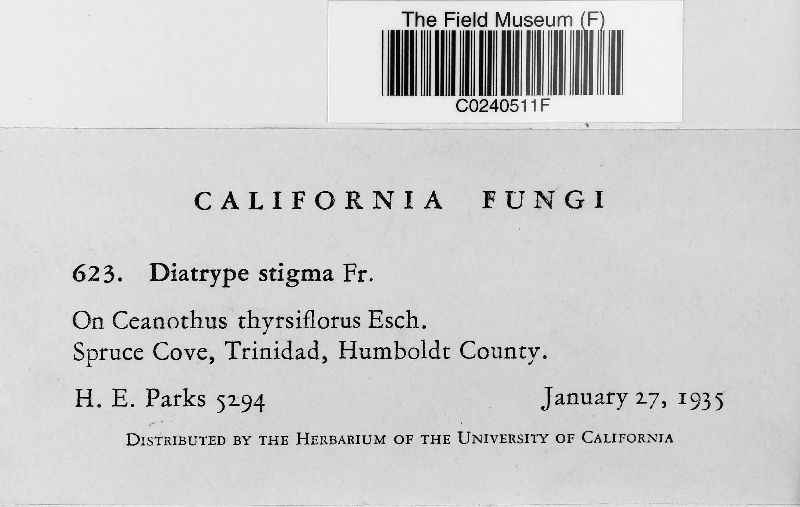 The Field Museum (F)
C0240511F
CALIFORNIA FUNGI
623. Diatrype stigma Fr.
On Ceanothus thyrsiflorus Esch.
Spruce Cove, Trinidad, Humboldt County.
H. E. Parks 5294 January 27, 1935
DISTRIBUTED BY THE HERBARIUM OF THE UNIVERSITY OF CALIFORNIA